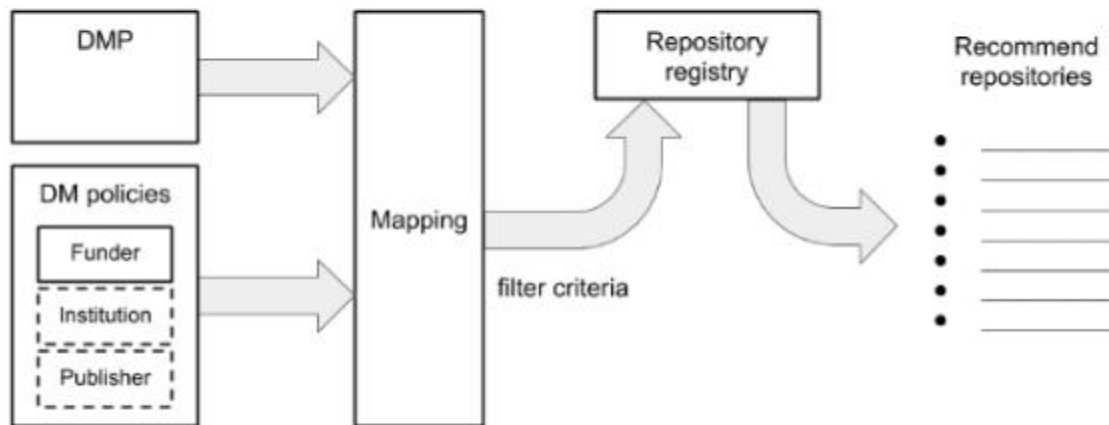 DMP
DM policies
Funder
Institution
Publisher
Mapping
filter criteria
Repository
registry
Recommend
repositories